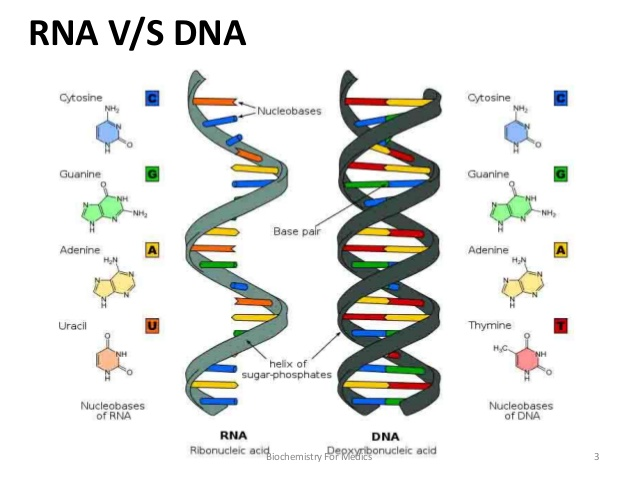 RNA V/S DNA
Cytosine
C
NH₂
N
N
H
O
Nucleobases
Cytosine
C
NH₂
N
N
H
O
Guanine
G
O
N
NH
N
H
N
NH₂
Base pair
Guanine
G
O
N
NH
N
H
N
NH₂
Adenine
A
H₂N
N
N
N
H
N
Adenine
A
H₂N
N
N
N
H
N
Uracil
U
O
NH
N
H
O
helix of
sugar-phosphates
Thymine
T
O
H₃C
NH
N
H
O
Nucleobases
of RNA
Nucleobases
of DNA
RNA
Ribonucleic acid
DNA
Deoxyribonucleic acid
Biochemistry For Medics
3